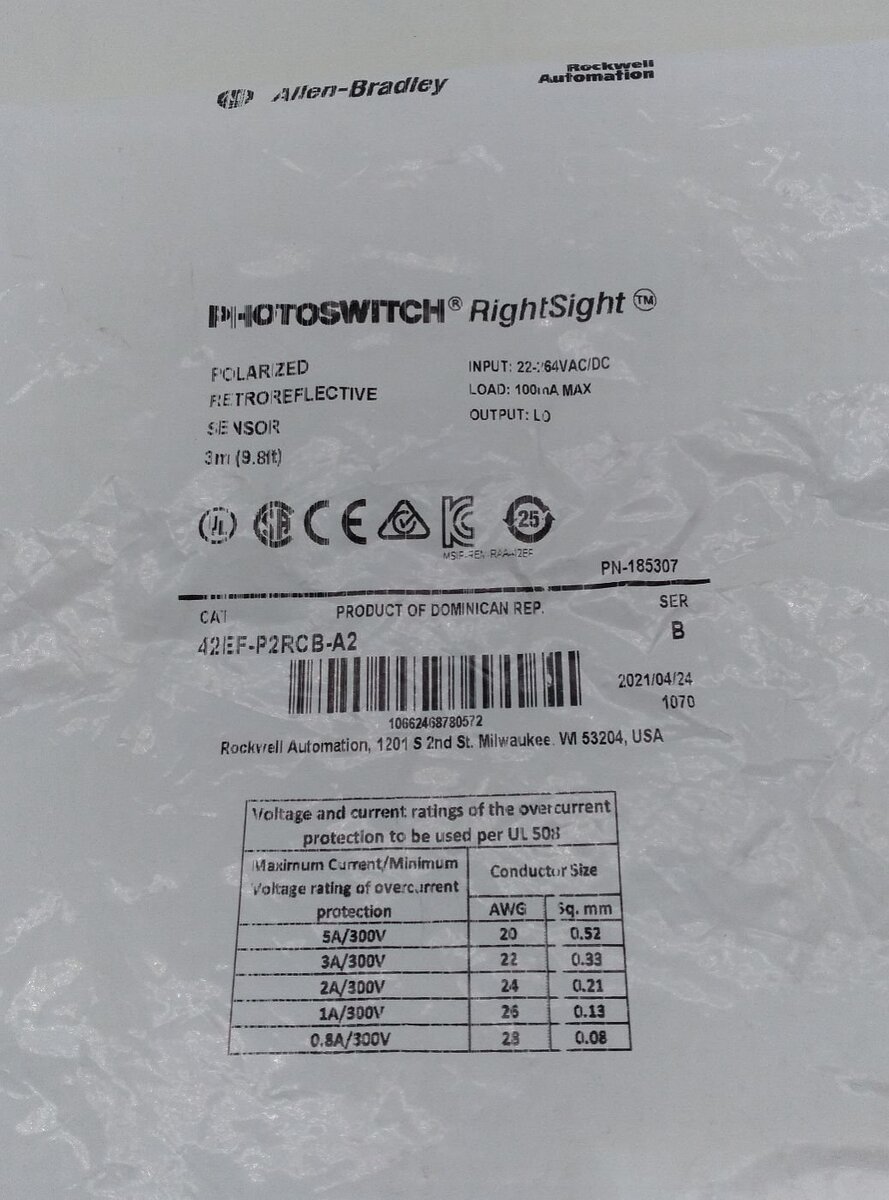 Allen-Bradley
Rockwell
Automation
PHOTOSWITCH® RightSight ™
POLARIZED
RETROREFLECTIVE
SENSOR
3m (9.8ft)
INPUT: 22-264VAC/DC
LOAD: 100mA MAX
OUTPUT: LO
UL CE 25
PN-185307
CAT
PRODUCT OF DOMINICAN REP.
SER
42EF-P2RCB-A2
B
2021/04/24
1070
10662468780572
Rockwell Automation, 1201 S 2nd St. Milwaukee. WI 53204, USA
Voltage and current ratings of the overcurrent
protection to be used per UL 508
Maximum Current/Minimum
Voltage rating of overcurrent
protection
Conductor Size
AWG Sq. mm
5A/300V 20 0.52
3A/300V 22 0.33
2A/300V 24 0.21
1A/300V 26 0.13
0.8A/300V 28 0.08